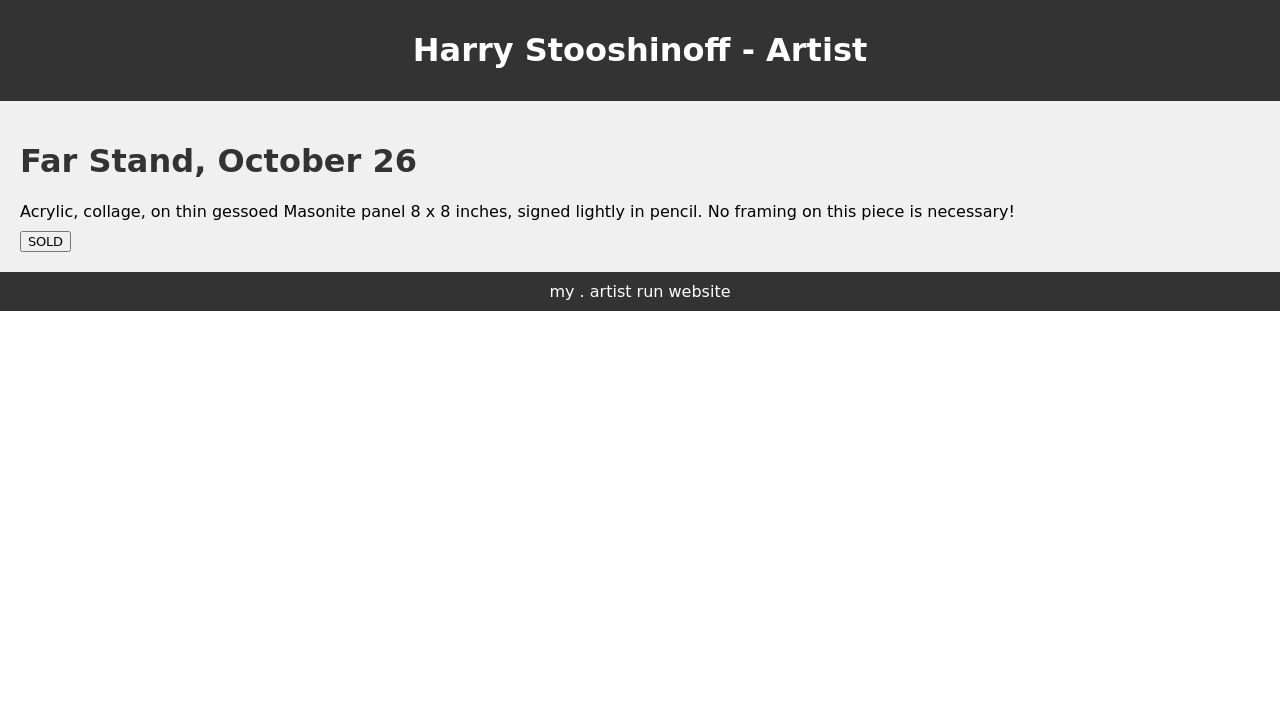 Harry Stooshinoff - Artist
Far Stand, October 26
Acrylic, collage, on thin gessoed Masonite panel 8 x 8 inches, signed lightly in pencil. No framing on this piece is necessary!
SOLD
my . artist run website